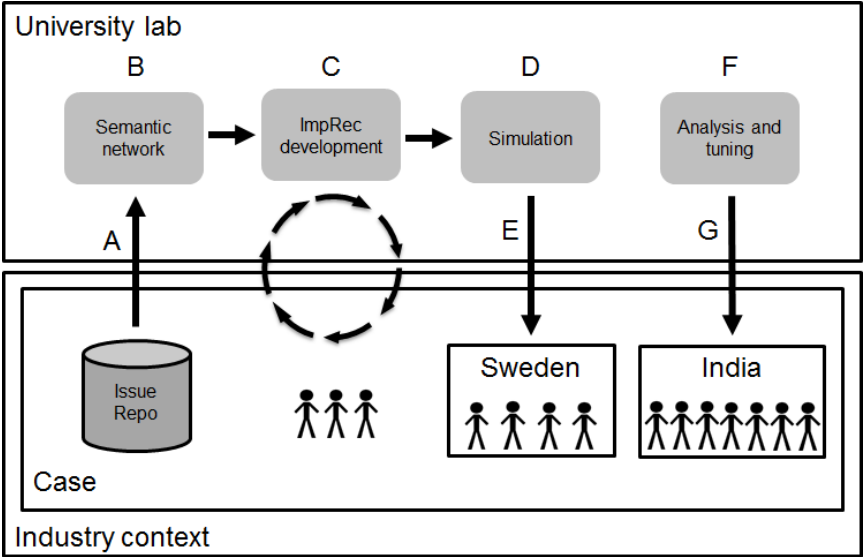 University lab
B
C
D
F
Semantic
network
ImpRec
development
Simulation
Analysis and
tuning
A
E
G
Issue
Repo
Sweden
India
Case
Industry context